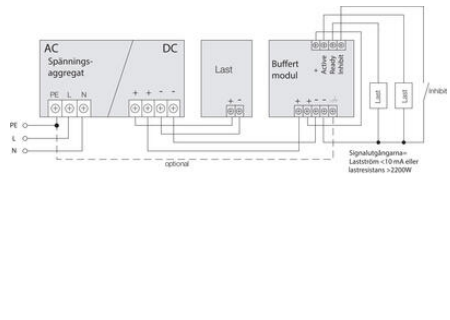 AC
DC
Spännings-
aggregat
PE L N
+ + - -
Last
+ -
Buffert
modul
+
Active
Ready
Inhibit
+ + - -
Last
Last
Inhibit
PE
L
N
optional
Signalutgångarna=
Lastström <10 mA eller
lastresistans >2200W